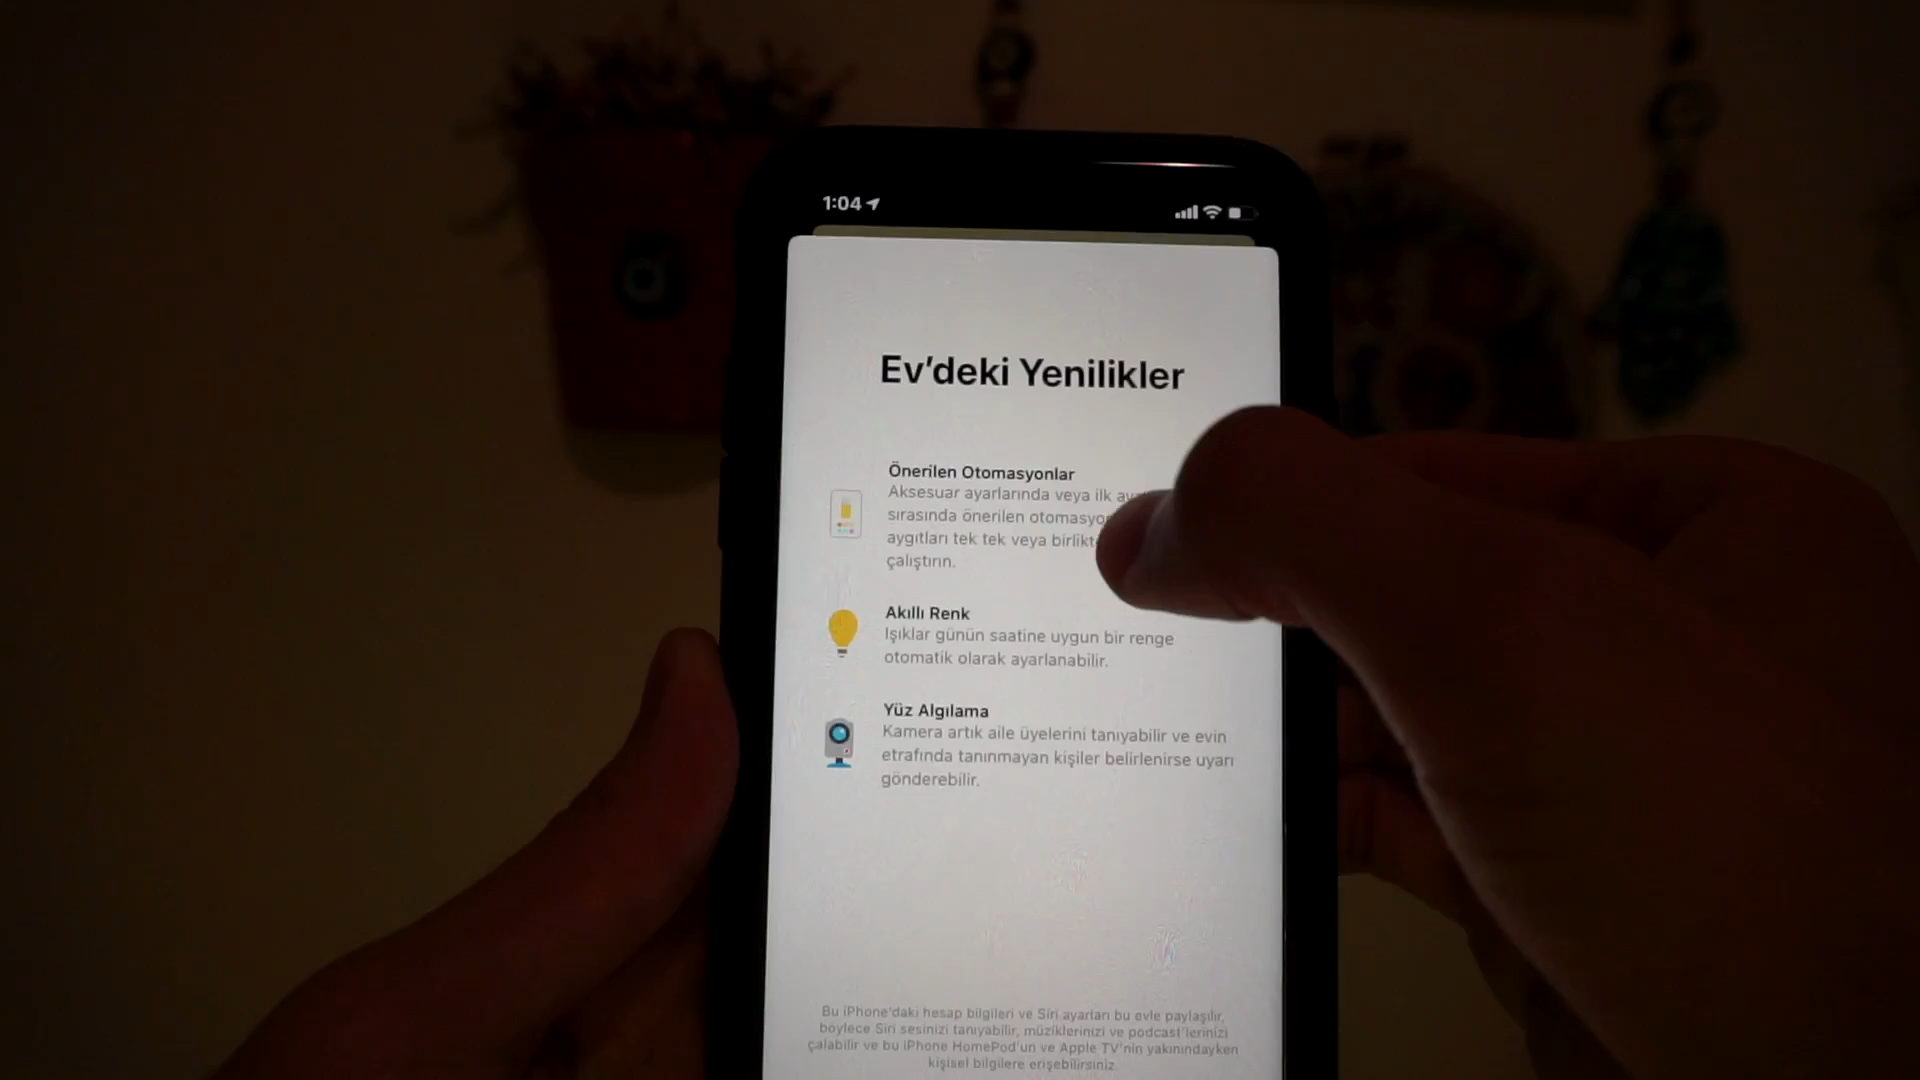 1:04
Ev'deki Yenilikler
Önerilen Otomasyonlar
Aksesuar ayarlarında veya ilk
sırasında önerilen
aygıtları tek tek veya
çalıştırın.
Akıllı Renk
Işıklar günün saatine uygun bir renge
otomatik olarak ayarlanabilir.
Yüz Algılama
Kamera artık aile üyelerini tanıyabilir ve evin
etrafında tanınmayan kişiler belirlenirse uyarı
gönderebilir.
Bu iPhone'daki hesap bilgileri ve Siri ayarları bu evle paylaşılır,
böylece Siri sesinizi tanıyabilir, müziklerinizi ve podcast'lerinizi
çalabilir ve bu iPhone HomePod'un ve Apple TV'nin yakınındayken
kişisel bilgilere erişebilirsiniz.